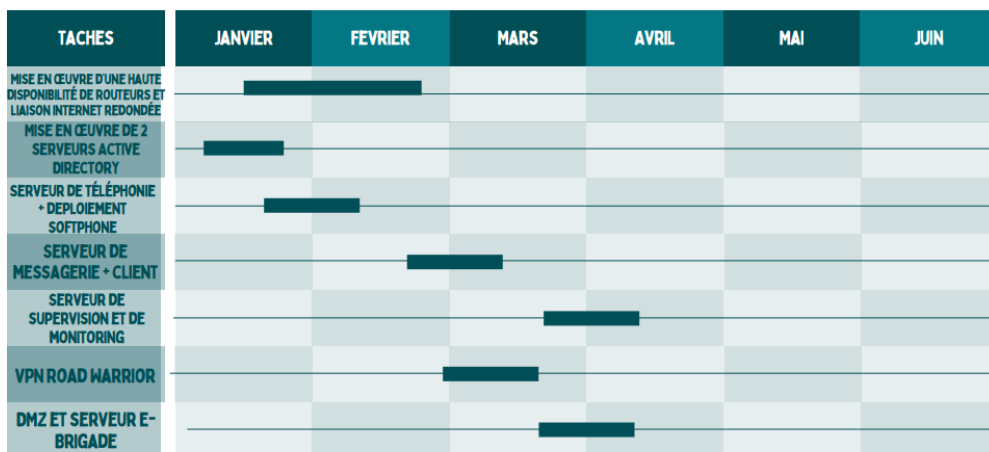 TACHES
JANVIER
FEVRIER
MARS
AVRIL
MAI
JUIN
MISE EN ŒUVRE D'UNE HAUTE
DISPONIBILITÉ DE ROUTEURS ET
LIAISON INTERNET REDONDÉE
MISE EN ŒUVRE DE 2
SERVEURS ACTIVE
DIRECTORY
SERVEUR DE TÉLÉPHONIE
+ DEPLOIEMENT
SOFTPHONE
SERVEUR DE
MESSAGERIE + CLIENT
SERVEUR DE
SUPERVISION ET DE
MONITORING
VPN ROAD WARRIOR
DMZ ET SERVEUR E-
BRIGADE